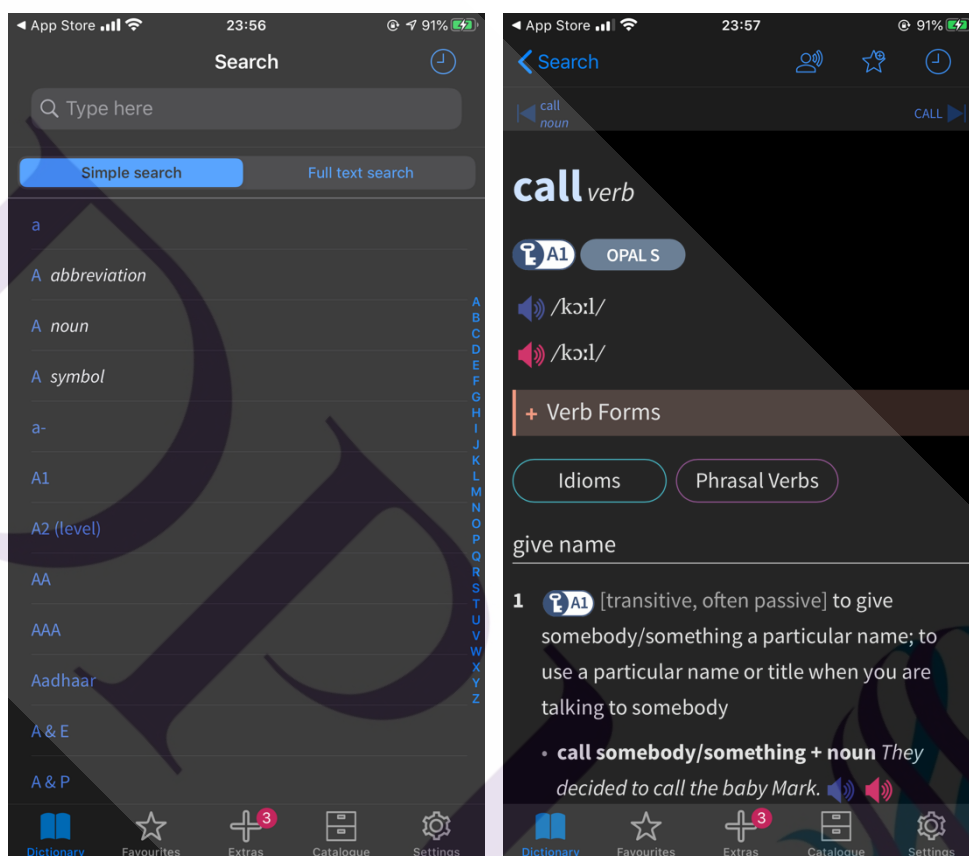 App Store
23:56
91%
Search
Type here
Simple search
Full text search
a
A abbreviation
A noun
A symbol
a-
A1
A2 (level)
AA
AAA
Aadhaar
A & E
A & P
A
B
C
D
E
F
G
H
I
J
K
L
M
N
O
P
Q
R
S
T
U
V
W
X
Y
Z
3
Dictionary
Favourites
Extras
Catalogue
Settings
App Store
23:57
91%
Search
call
noun
CALL
call verb
A1
OPAL S
/kɔːl/
/kɔːl/
+ Verb Forms
Idioms
Phrasal Verbs
give name
1 A1 [transitive, often passive] to give
somebody/something a particular name; to
use a particular name or title when you are
talking to somebody
• call somebody/something + noun They
decided to call the baby Mark.
3
Dictionary
Favourites
Extras
Catalogue
Settings